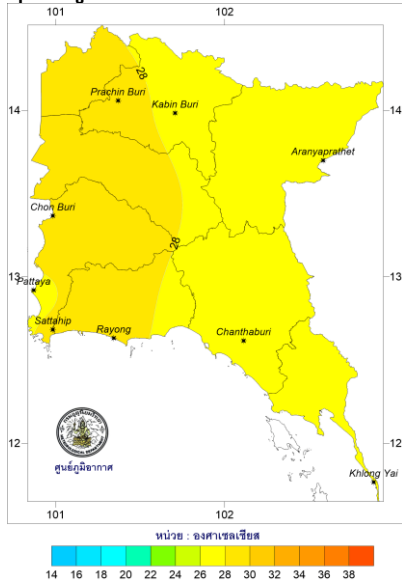 101 102
28
Prachin Buri
Kabin Buri
14 14
Aranyaprathet
Chon Buri
28
13 13
Pattaya
Sattahip
Rayong
Chanthaburi
12 12
ศูนย์ภูมิอากาศ
Khlong Yai
101 102
หน่วย : องศาเซลเซียส
14 16 18 20 22 24 26 28 30 32 34 36 38